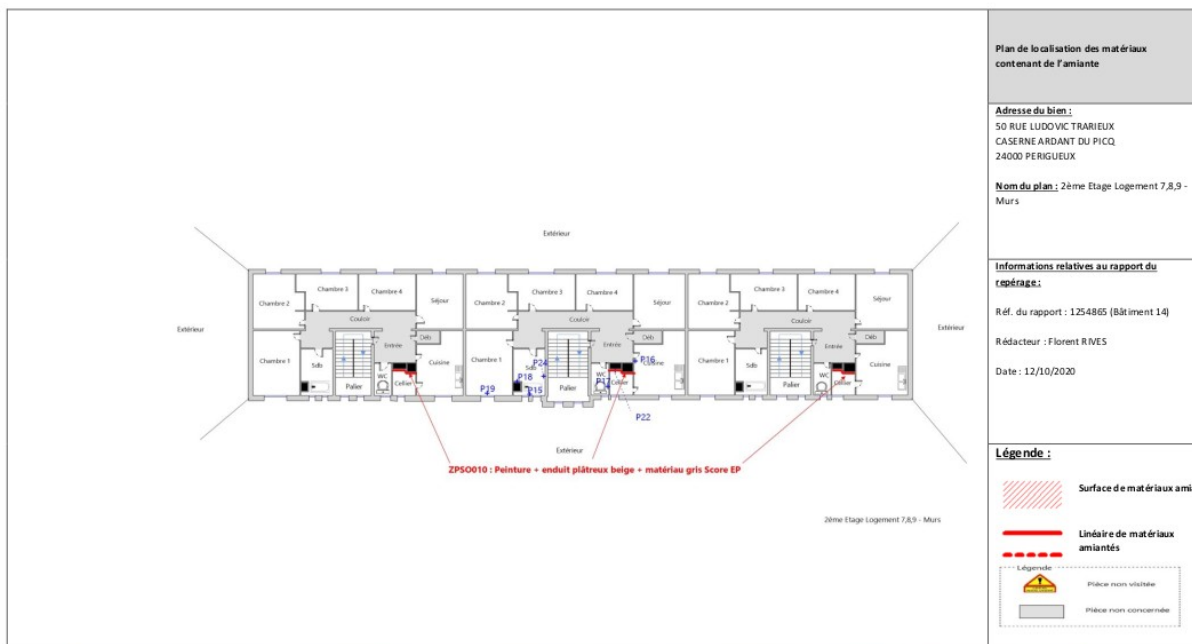 Plan de localisation des matériaux
contenant de l'amiante
Adresse du bien :
50 RUE LUDOVIC TRARIEUX
CASERNE ARDANT DU PICQ
24000 PERIGUEUX
Nom du plan : 2ème Etage Logement 7,8,9 -
Murs
Informations relatives au rapport du
repérage :
Réf. du rapport : 1254865 (Bâtiment 14)
Rédacteur : Florent RIVES
Date : 12/10/2020
Légende :
Surface de matériaux amia
Linéaire de matériaux
amiantés
Légende
Pièce non visitée
Pièce non concernée
Extérieur
Extérieur
Extérieur
Extérieur
Chambre 2
Chambre 3
Chambre 4
Séjour
Couloir
Entrée
Déb
Chambre 1
Sdb
Palier
WC
Cellier
Cuisine
Chambre 2
Chambre 3
Chambre 4
Séjour
Couloir
Entrée
Déb
Chambre 1
Sdb
Palier
WC
Cellier
Cuisine
P24
P16
P18
P19
P15
P17
P22
Chambre 2
Chambre 3
Chambre 4
Séjour
Couloir
Entrée
Déb
Chambre 1
Sdb
Palier
WC
Cellier
Cuisine
ZPSO010 : Peinture + enduit plâtreux beige + matériau gris Score EP
2ème Etage Logement 7,8,9 - Murs